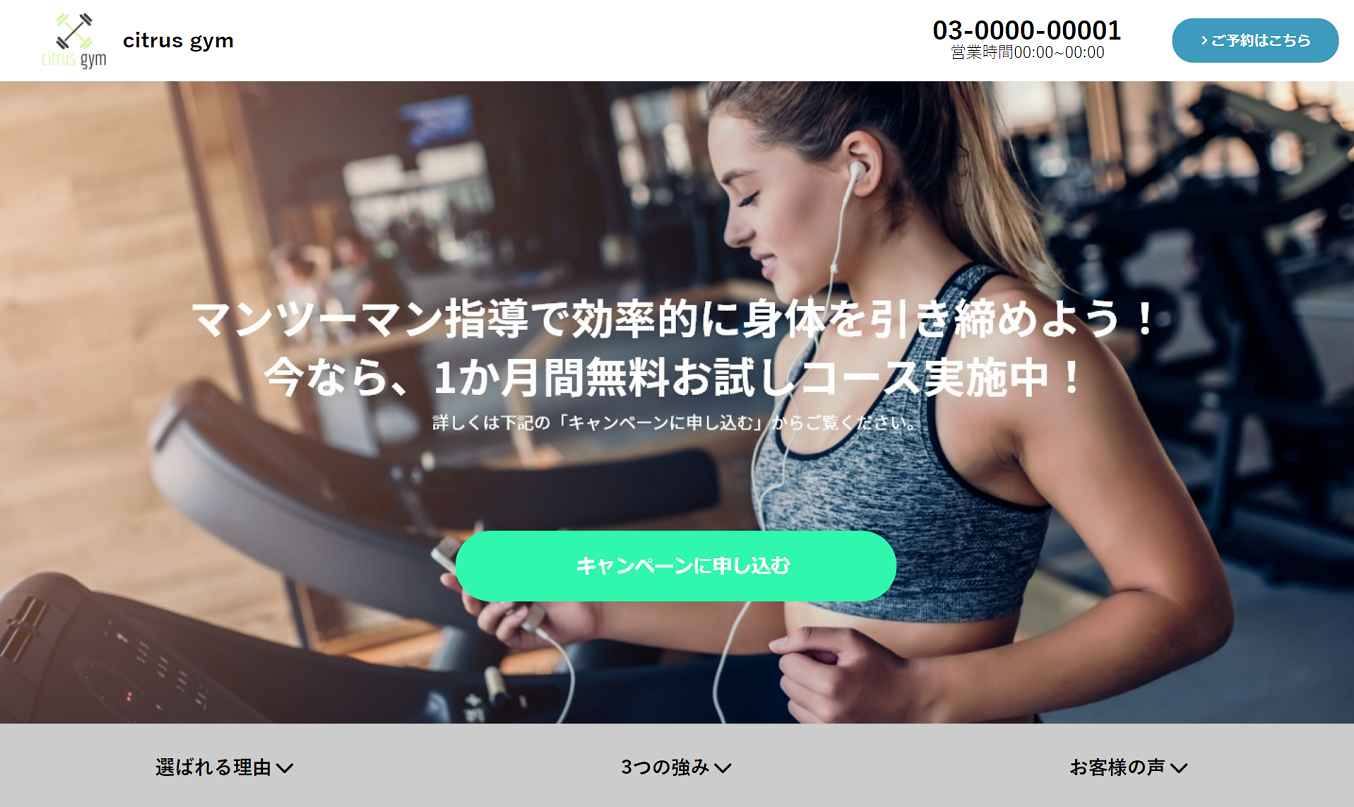 citrus gym
citrus gym
03-0000-00001
営業時間00:00~00:00
› ご予約はこちら
マンツーマン指導で効率的に身体を引き締めよう！
今なら、1か月間無料お試しコース実施中！
詳しくは下記の「キャンペーンに申し込む」からご覧ください。
キャンペーンに申し込む
選ばれる理由
3つの強み
お客様の声